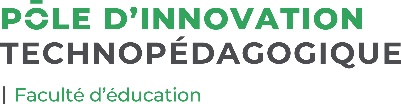 PÔLE D'INNOVATION
TECHNOPÉDAGOGIQUE
| Faculté d'éducation